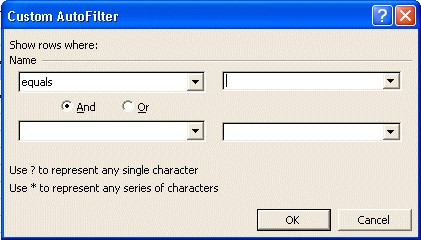 Custom AutoFilter
Show rows where:
Name
equals
And Or
Use ? to represent any single character
Use * to represent any series of characters
OK Cancel